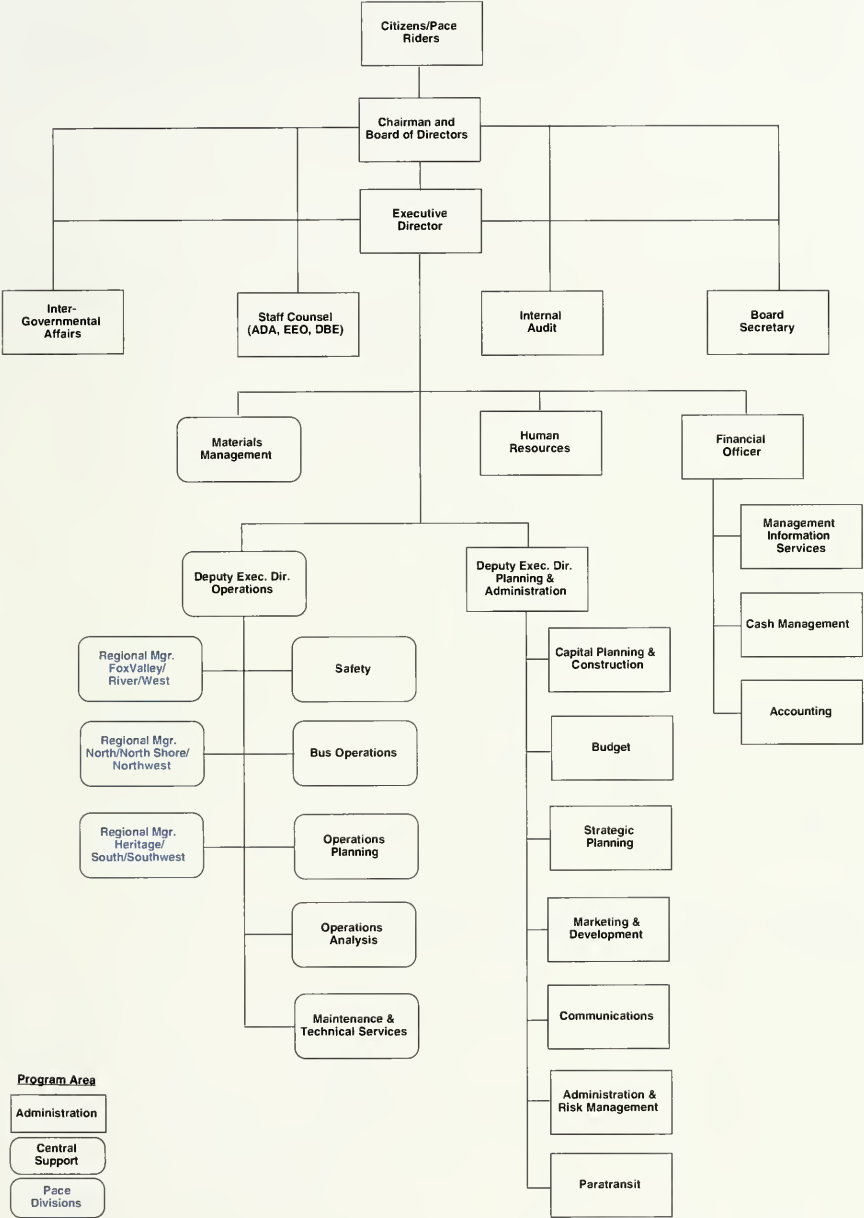 Citizens/Pace
Riders
Chairman and
Board of Directors
Executive
Director
Inter-
Governmental
Affairs
Staff Counsel
(ADA, EEO, DBE)
Internal
Audit
Board
Secretary
Materials
Management
Human
Resources
Financial
Officer
Management
Information
Services
Cash Management
Accounting
Deputy Exec. Dir.
Operations
Deputy Exec. Dir.
Planning &
Administration
Regional Mgr.
FoxValley/
River/West
Safety
Regional Mgr.
North/North Shore/
Northwest
Bus Operations
Regional Mgr.
Heritage/
South/Southwest
Operations
Planning
Operations
Analysis
Maintenance &
Technical Services
Capital Planning &
Construction
Budget
Strategic
Planning
Marketing &
Development
Communications
Administration &
Risk Management
Paratransit
Program Area
Administration
Central
Support
Pace
Divisions